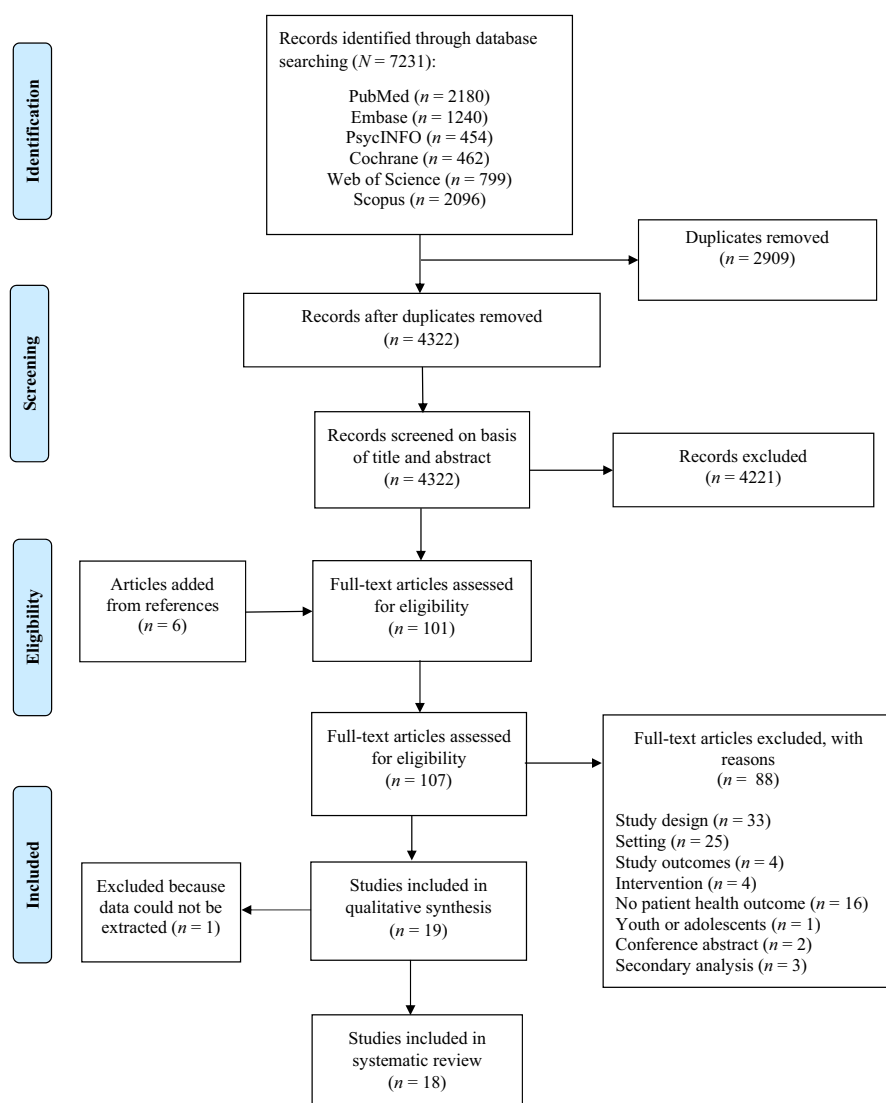 Identification
Records identified through database
searching (N = 7231):
PubMed (n = 2180)
Embase (n = 1240)
PsycINFO (n = 454)
Cochrane (n = 462)
Web of Science (n = 799)
Scopus (n = 2096)
Duplicates removed
(n = 2909)
Screening
Records after duplicates removed
(n = 4322)
Records screened on basis
of title and abstract
(n = 4322)
Records excluded
(n = 4221)
Eligibility
Articles added
from references
(n = 6)
Full-text articles assessed
for eligibility
(n = 101)
Full-text articles assessed
for eligibility
(n = 107)
Full-text articles excluded, with
reasons
(n = 88)
Study design (n = 33)
Setting (n = 25)
Study outcomes (n = 4)
Intervention (n = 4)
No patient health outcome (n = 16)
Youth or adolescents (n = 1)
Conference abstract (n = 2)
Secondary analysis (n = 3)
Included
Excluded because
data could not be
extracted (n = 1)
Studies included in
qualitative synthesis
(n = 19)
Studies included in
systematic review
(n = 18)